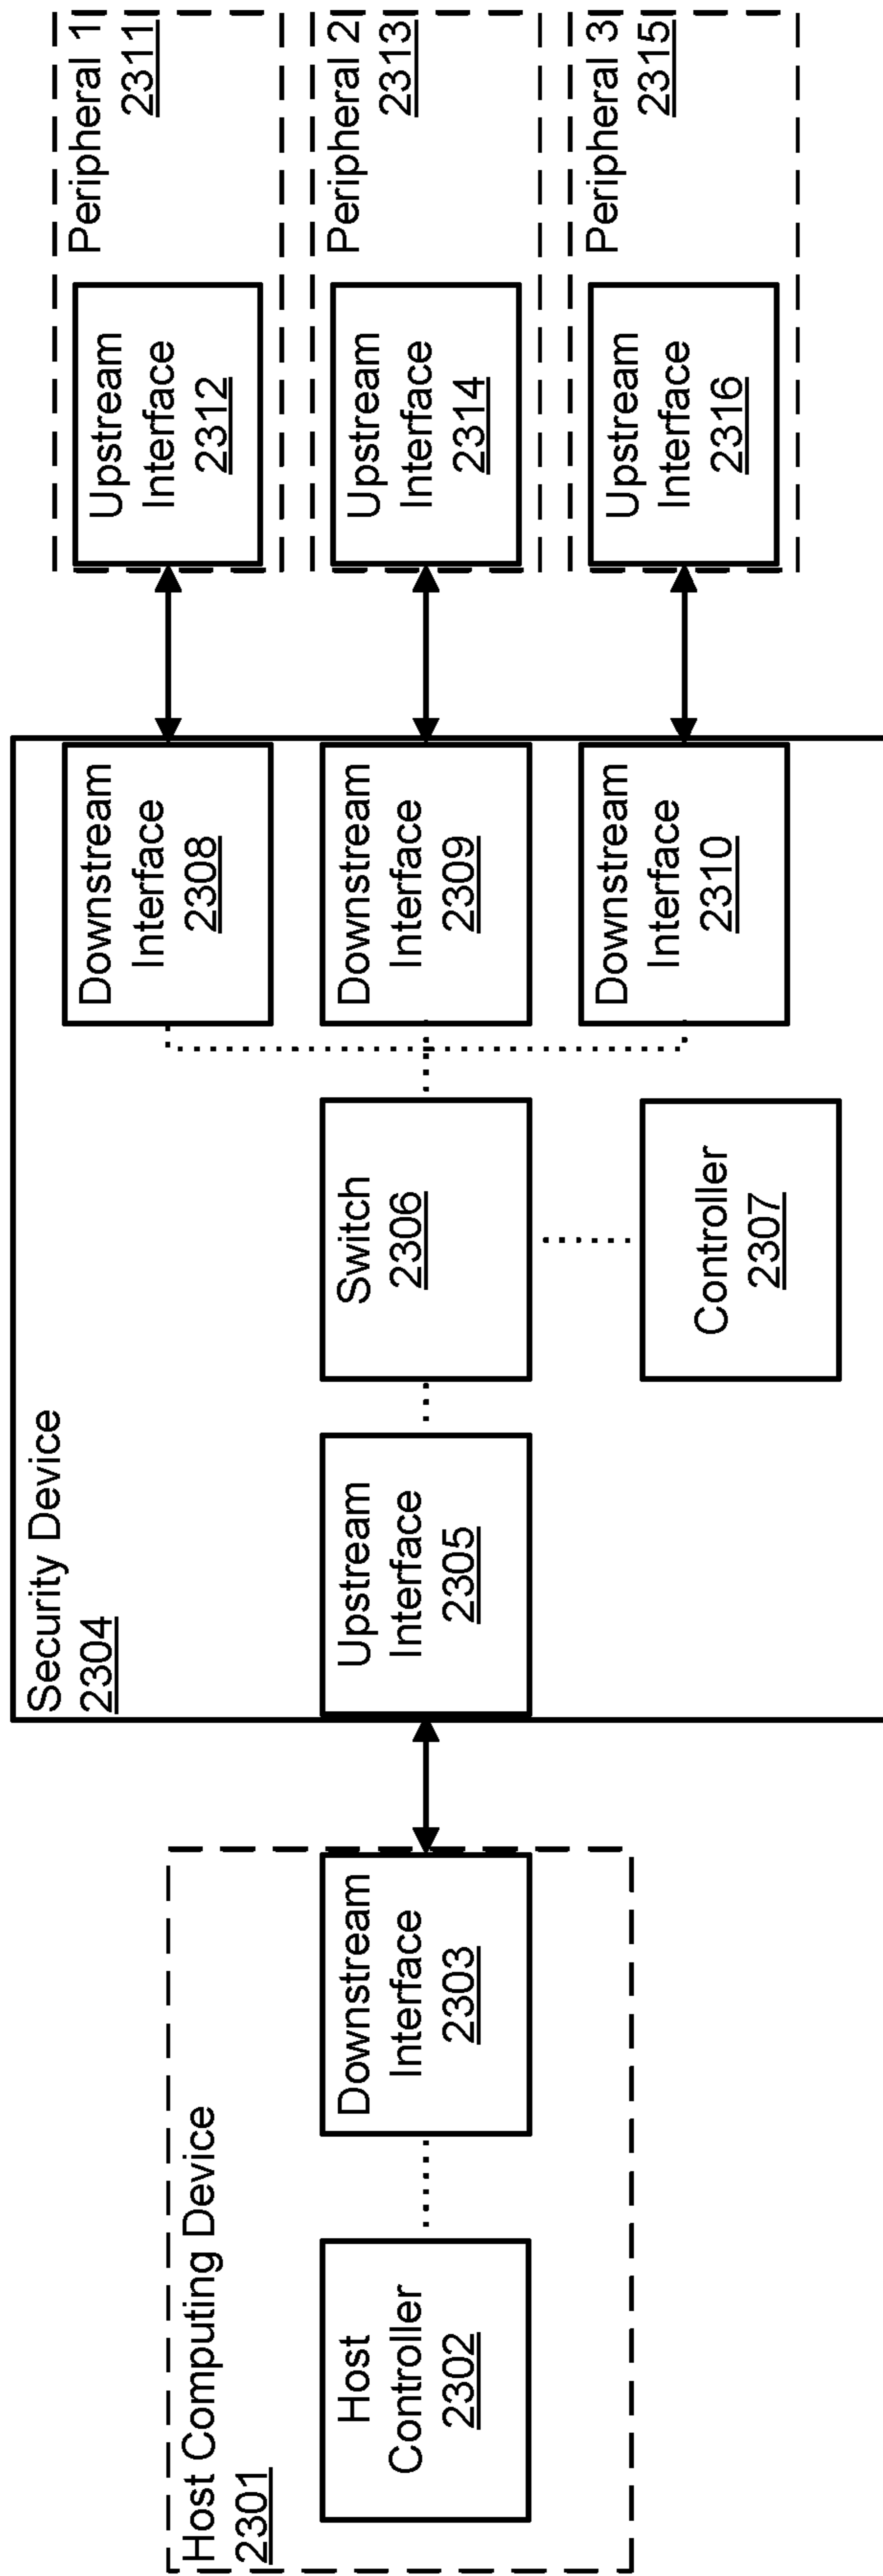 Host Computing Device
2301
Host
Controller
2302
Downstream
Interface
2303
Security Device
2304
Upstream
Interface
2305
Switch
2306
Controller
2307
Downstream
Interface
2308
Downstream
Interface
2309
Downstream
Interface
2310
Peripheral 1
2311
Upstream
Interface
2312
Peripheral 2
2313
Upstream
Interface
2314
Peripheral 3
2315
Upstream
Interface
2316